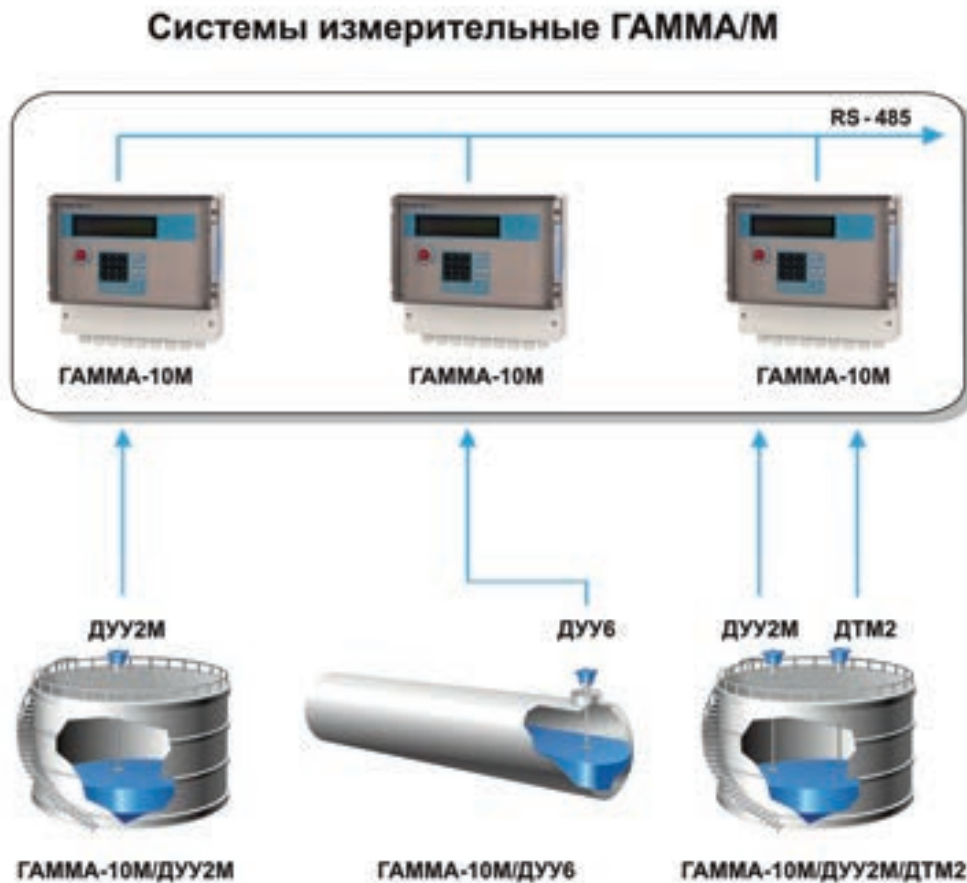 Системы измерительные ГАММА/М
RS - 485
ГАММА-10М ГАММА-10М ГАММА-10М
ДУУ2М ДУУ6 ДУУ2М ДТМ2
ГАММА-10М/ДУУ2М ГАММА-10М/ДУУ6 ГАММА-10М/ДУУ2М/ДТМ2